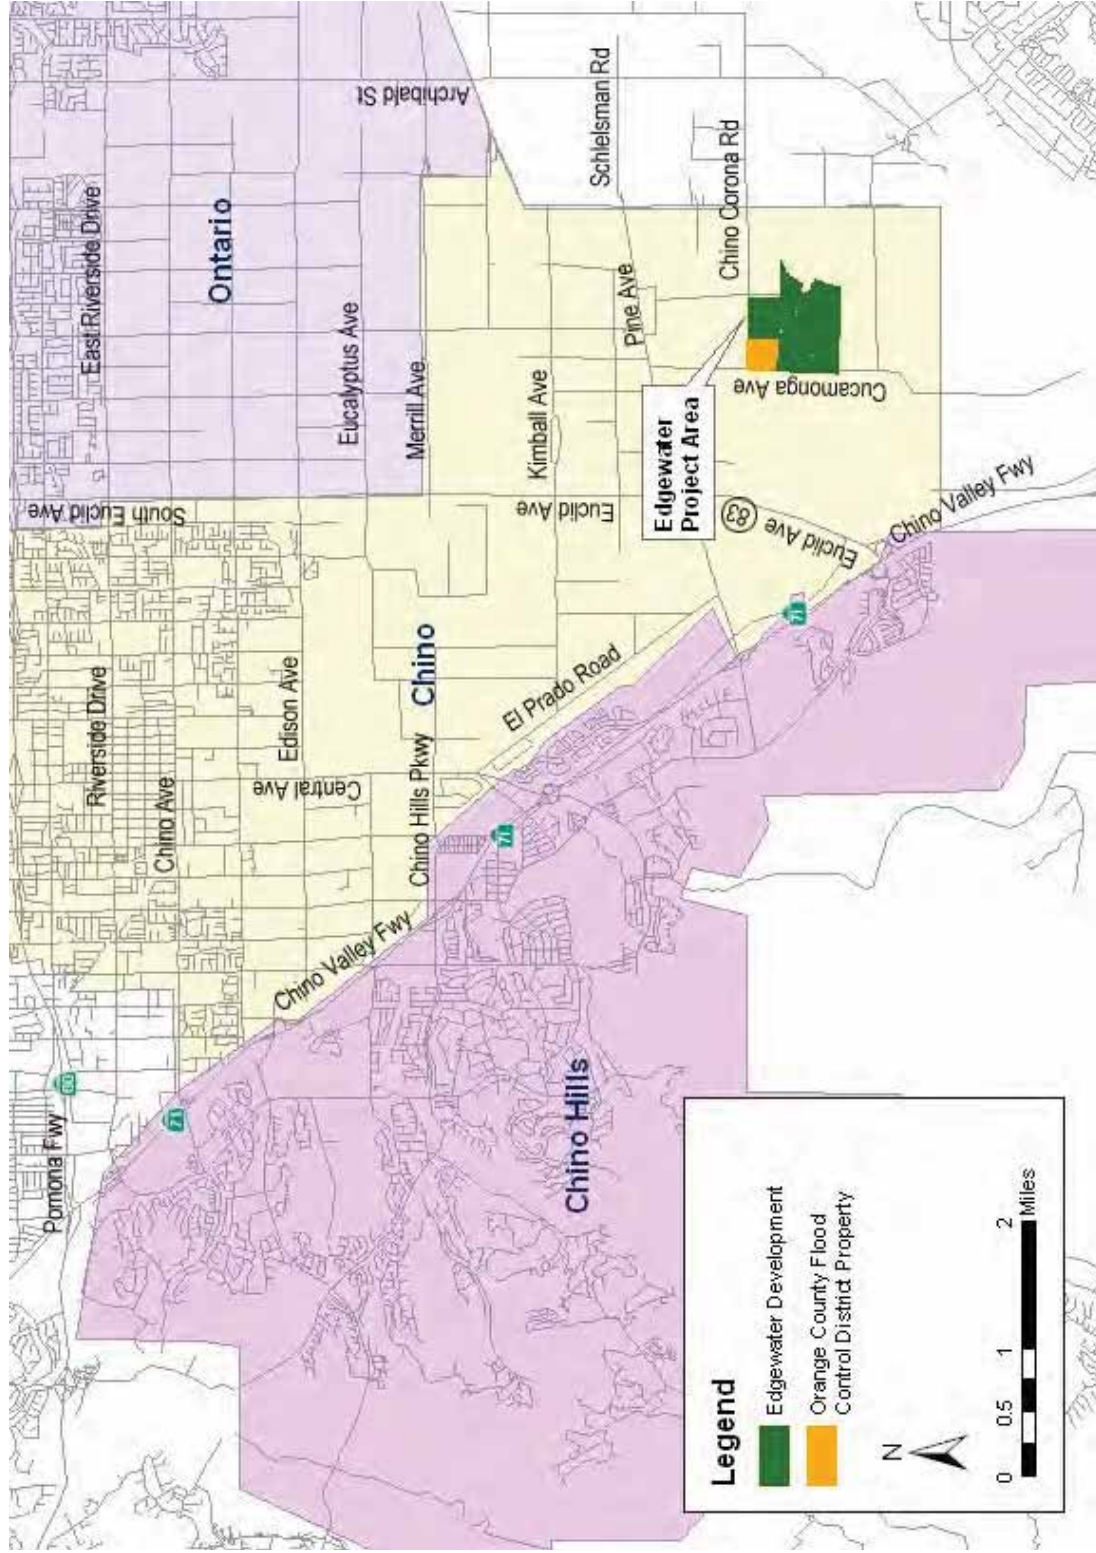 Pomona Fwy
60
East Riverside Drive
Riverside Drive
South Euclid Ave
71
Chino Ave
Ontario
Edison Ave
Central Ave
Chino Valley Fwy
Eucalyptus Ave
Archibald St
Merrill Ave
Chino Hills Pkwy
Chino
71
Kimball Ave
Euclid Ave
El Prado Road
Chino Hills
Schlelsman Rd
Pine Ave
Edgewater
Project Area
Chino Corona Rd
83
Euclid Ave
Cucamonga Ave
71
Chino Valley Fwy
Legend
Edgewater Development
Orange County Flood
Control District Property
N
0 0.5 1 2
Miles